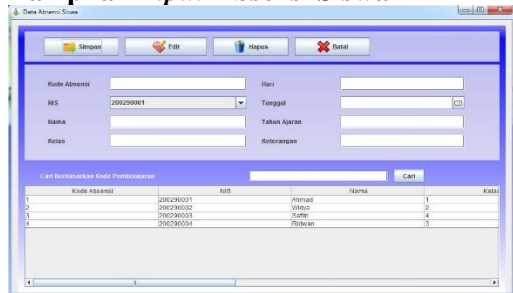 Data Absensi Siswa
Simpan Edit Hapus Batal
Kode Absensi Hari
NIS 200290001 Tanggal
Nama Tahun Ajaran
Kelas Keterangan
Cari Berdasarkan Kode Pembelajaran Cari
Kode Absensi NIS Nama Kelas
1 200290001 Ahmad 1
2 200290002 Widya 2
3 200290003 Safitri 4
4 200290004 Ridwan 3